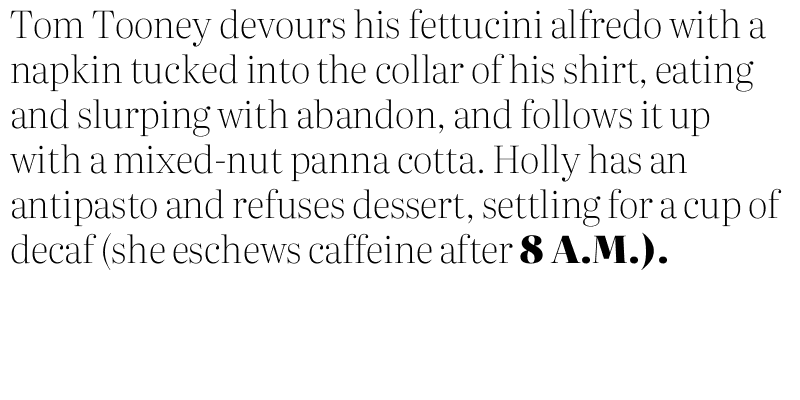 Tom Tooney devours his fettucini alfredo with a
napkin tucked into the collar of his shirt, eating
and slurping with abandon, and follows it up
with a mixed-nut panna cotta. Holly has an
antipasto and refuses dessert, settling for a cup of
decaf (she eschews caffeine after 8 A.M.).